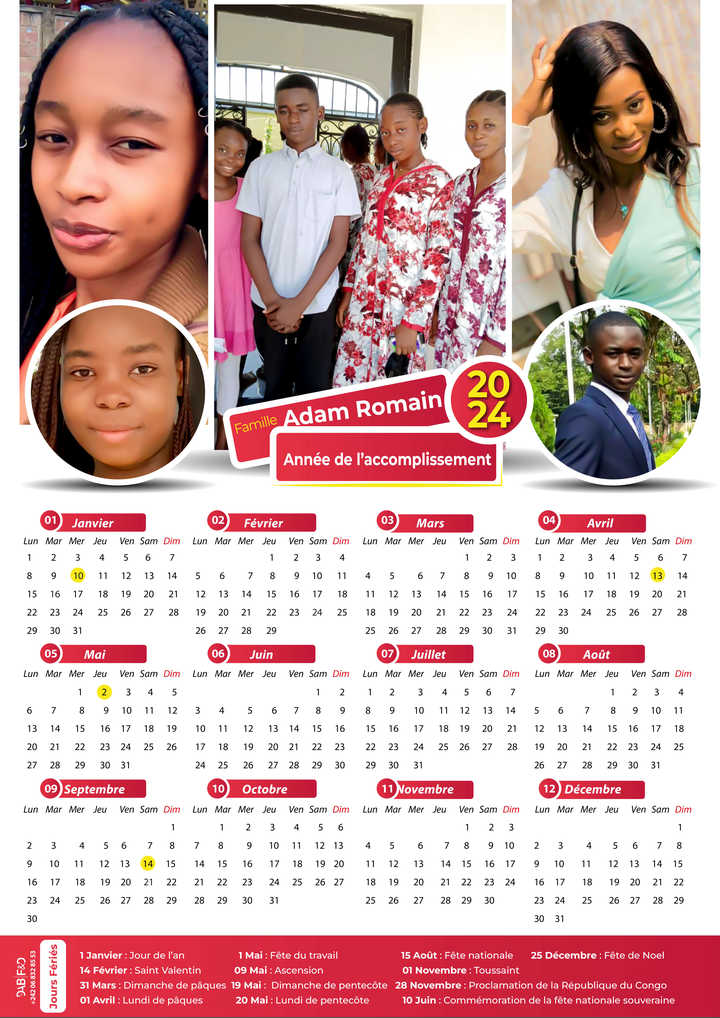 Famille Adam Romain
20
24
Année de l'accomplissement
01 Janvier
Lun Mar Mer Jeu Ven Sam Dim
1 2 3 4 5 6 7
8 9 10 11 12 13 14
15 16 17 18 19 20 21
22 23 24 25 26 27 28
29 30 31
02 Février
Lun Mar Mer Jeu Ven Sam Dim
1 2 3 4
5 6 7 8 9 10 11
12 13 14 15 16 17 18
19 20 21 22 23 24 25
26 27 28 29
03 Mars
Lun Mar Mer Jeu Ven Sam Dim
1 2 3
4 5 6 7 8 9 10
11 12 13 14 15 16 17
18 19 20 21 22 23 24
25 26 27 28 29 30 31
04 Avril
Lun Mar Mer Jeu Ven Sam Dim
1 2 3 4 5 6 7
8 9 10 11 12 13 14
15 16 17 18 19 20 21
22 23 24 25 26 27 28
29 30
05 Mai
Lun Mar Mer Jeu Ven Sam Dim
1 2 3 4 5
6 7 8 9 10 11 12
13 14 15 16 17 18 19
20 21 22 23 24 25 26
27 28 29 30 31
06 Juin
Lun Mar Mer Jeu Ven Sam Dim
1 2
3 4 5 6 7 8 9
10 11 12 13 14 15 16
17 18 19 20 21 22 23
24 25 26 27 28 29 30
07 Juillet
Lun Mar Mer Jeu Ven Sam Dim
1 2 3 4 5 6 7
8 9 10 11 12 13 14
15 16 17 18 19 20 21
22 23 24 25 26 27 28
29 30 31
08 Août
Lun Mar Mer Jeu Ven Sam Dim
1 2 3 4
5 6 7 8 9 10 11
12 13 14 15 16 17 18
19 20 21 22 23 24 25
26 27 28 29 30 31
09 Septembre
Lun Mar Mer Jeu Ven Sam Dim
1
2 3 4 5 6 7 8
9 10 11 12 13 14 15
16 17 18 19 20 21 22
23 24 25 26 27 28 29
30
10 Octobre
Lun Mar Mer Jeu Ven Sam Dim
1 2 3 4 5 6
7 8 9 10 11 12 13
14 15 16 17 18 19 20
21 22 23 24 25 26 27
28 29 30 31
11 Novembre
Lun Mar Mer Jeu Ven Sam Dim
1 2 3
4 5 6 7 8 9 10
11 12 13 14 15 16 17
18 19 20 21 22 23 24
25 26 27 28 29 30
12 Décembre
Lun Mar Mer Jeu Ven Sam Dim
1
2 3 4 5 6 7 8
9 10 11 12 13 14 15
16 17 18 19 20 21 22
23 24 25 26 27 28 29
30 31
+242 06 832 85 53
Jours Fériés
1 Janvier : Jour de l'an
14 Février : Saint Valentin
31 Mars : Dimanche de pâques
01 Avril : Lundi de pâques
1 Mai : Fête du travail
09 Mai : Ascension
19 Mai : Dimanche de pentecôte
20 Mai : Lundi de pentecôte
15 Août : Fête nationale
25 Décembre : Fête de Noel
01 Novembre : Toussaint
28 Novembre : Proclamation de la République du Congo
10 Juin : Commémoration de la fête nationale souveraine